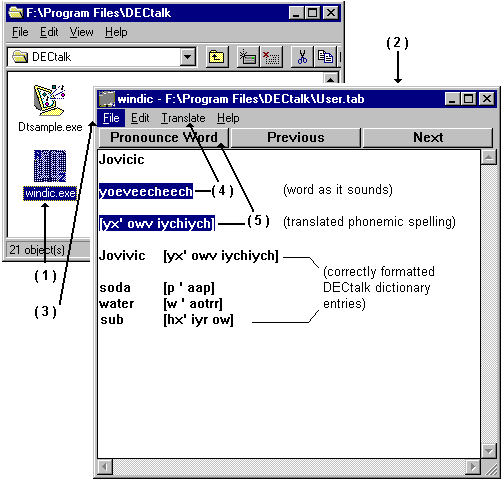 F:\Program Files\DECtalk
File Edit View Help
DECtalk
( 2 )
Dtsample.exe
windic.exe
21 object(s)
( 1 )
( 3 )
windic - F:\Program Files\DECtalk\User.tab
File Edit Translate Help
Pronounce Word Previous Next
Jovicic
yoeveecheech ( 4 ) (word as it sounds)
[yx' owv iychiych] ( 5 ) (translated phonemic spelling)
Jovivic [yx' owv iychiych]
(correctly formatted
DECtalk dictionary
entries)
soda [p ' aap]
water [w ' aotrr]
sub [hx' iyr ow]